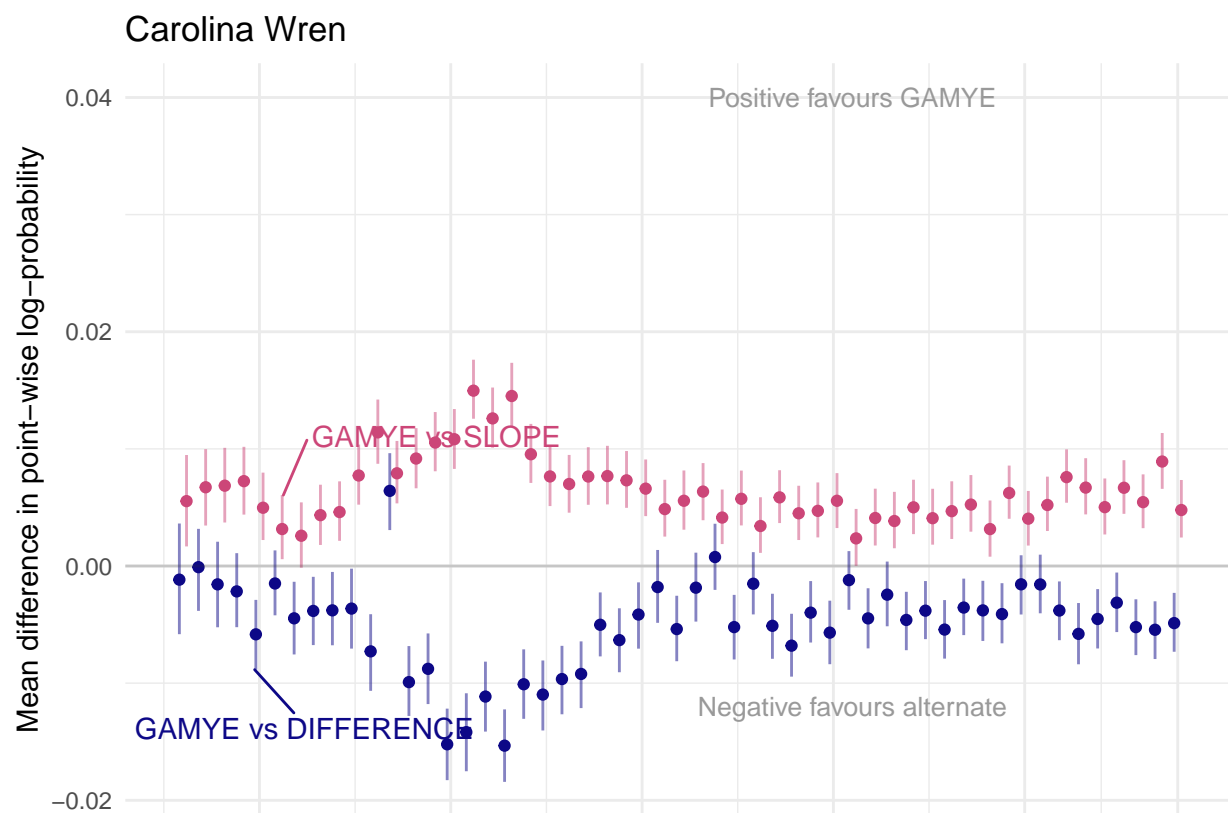 Carolina Wren
Mean difference in point−wise log−probability
0.04
Positive favours GAMYE
0.02
GAMYE vs SLOPE
0.00
Negative favours alternate
GAMYE vs DIFFERENCE
−0.02